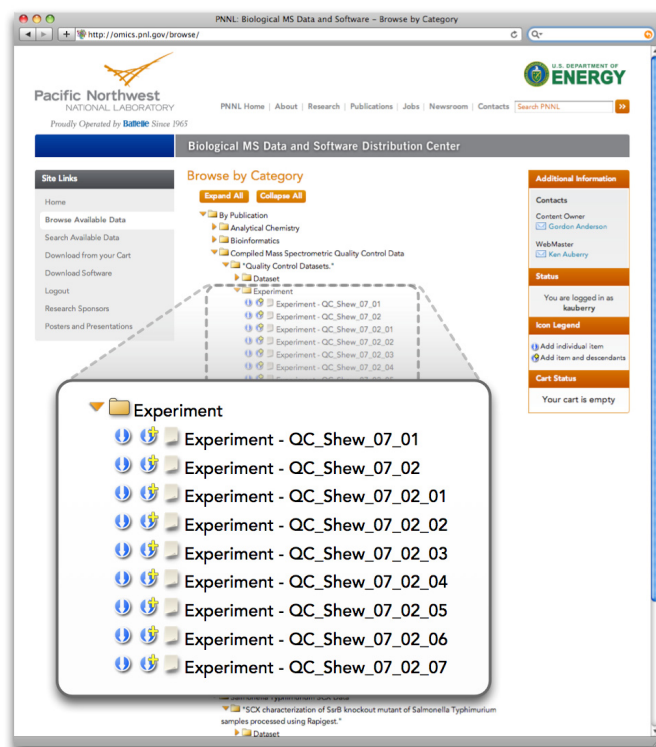 PNNL: Biological MS Data and Software – Browse by Category
http://omics.pnl.gov/browse/
Pacific Northwest
NATIONAL LABORATORY
Proudly Operated by Battelle Since 1965
U.S. DEPARTMENT OF
ENERGY
PNNL Home | About | Research | Publications | Jobs | Newsroom | Contacts
Search PNNL
Biological MS Data and Software Distribution Center
Site Links
Home
Browse Available Data
Search Available Data
Download from your Cart
Download Software
Logout
Research Sponsors
Posters and Presentations
Browse by Category
Expand All Collapse All
By Publication
Analytical Chemistry
Bioinformatics
Compiled Mass Spectrometric Quality Control Data
"Quality Control Datasets."
Dataset
Experiment
Experiment - QC_Shew_07_01
Experiment - QC_Shew_07_02
Experiment - QC_Shew_07_02_01
Experiment - QC_Shew_07_02_02
Experiment - QC_Shew_07_02_03
Experiment - QC_Shew_07_02_04
Additional Information
Contacts
Content Owner
Gordon Anderson
WebMaster
Ken Auberry
Status
You are logged in as
kauberry
Icon Legend
Add individual item
Add item and descendants
Cart Status
Your cart is empty
Experiment
Experiment - QC_Shew_07_01
Experiment - QC_Shew_07_02
Experiment - QC_Shew_07_02_01
Experiment - QC_Shew_07_02_02
Experiment - QC_Shew_07_02_03
Experiment - QC_Shew_07_02_04
Experiment - QC_Shew_07_02_05
Experiment - QC_Shew_07_02_06
Experiment - QC_Shew_07_02_07
"SCX characterization of SsrB knockout mutant of Salmonella Typhimurium
samples processed using Rapigest."
Dataset